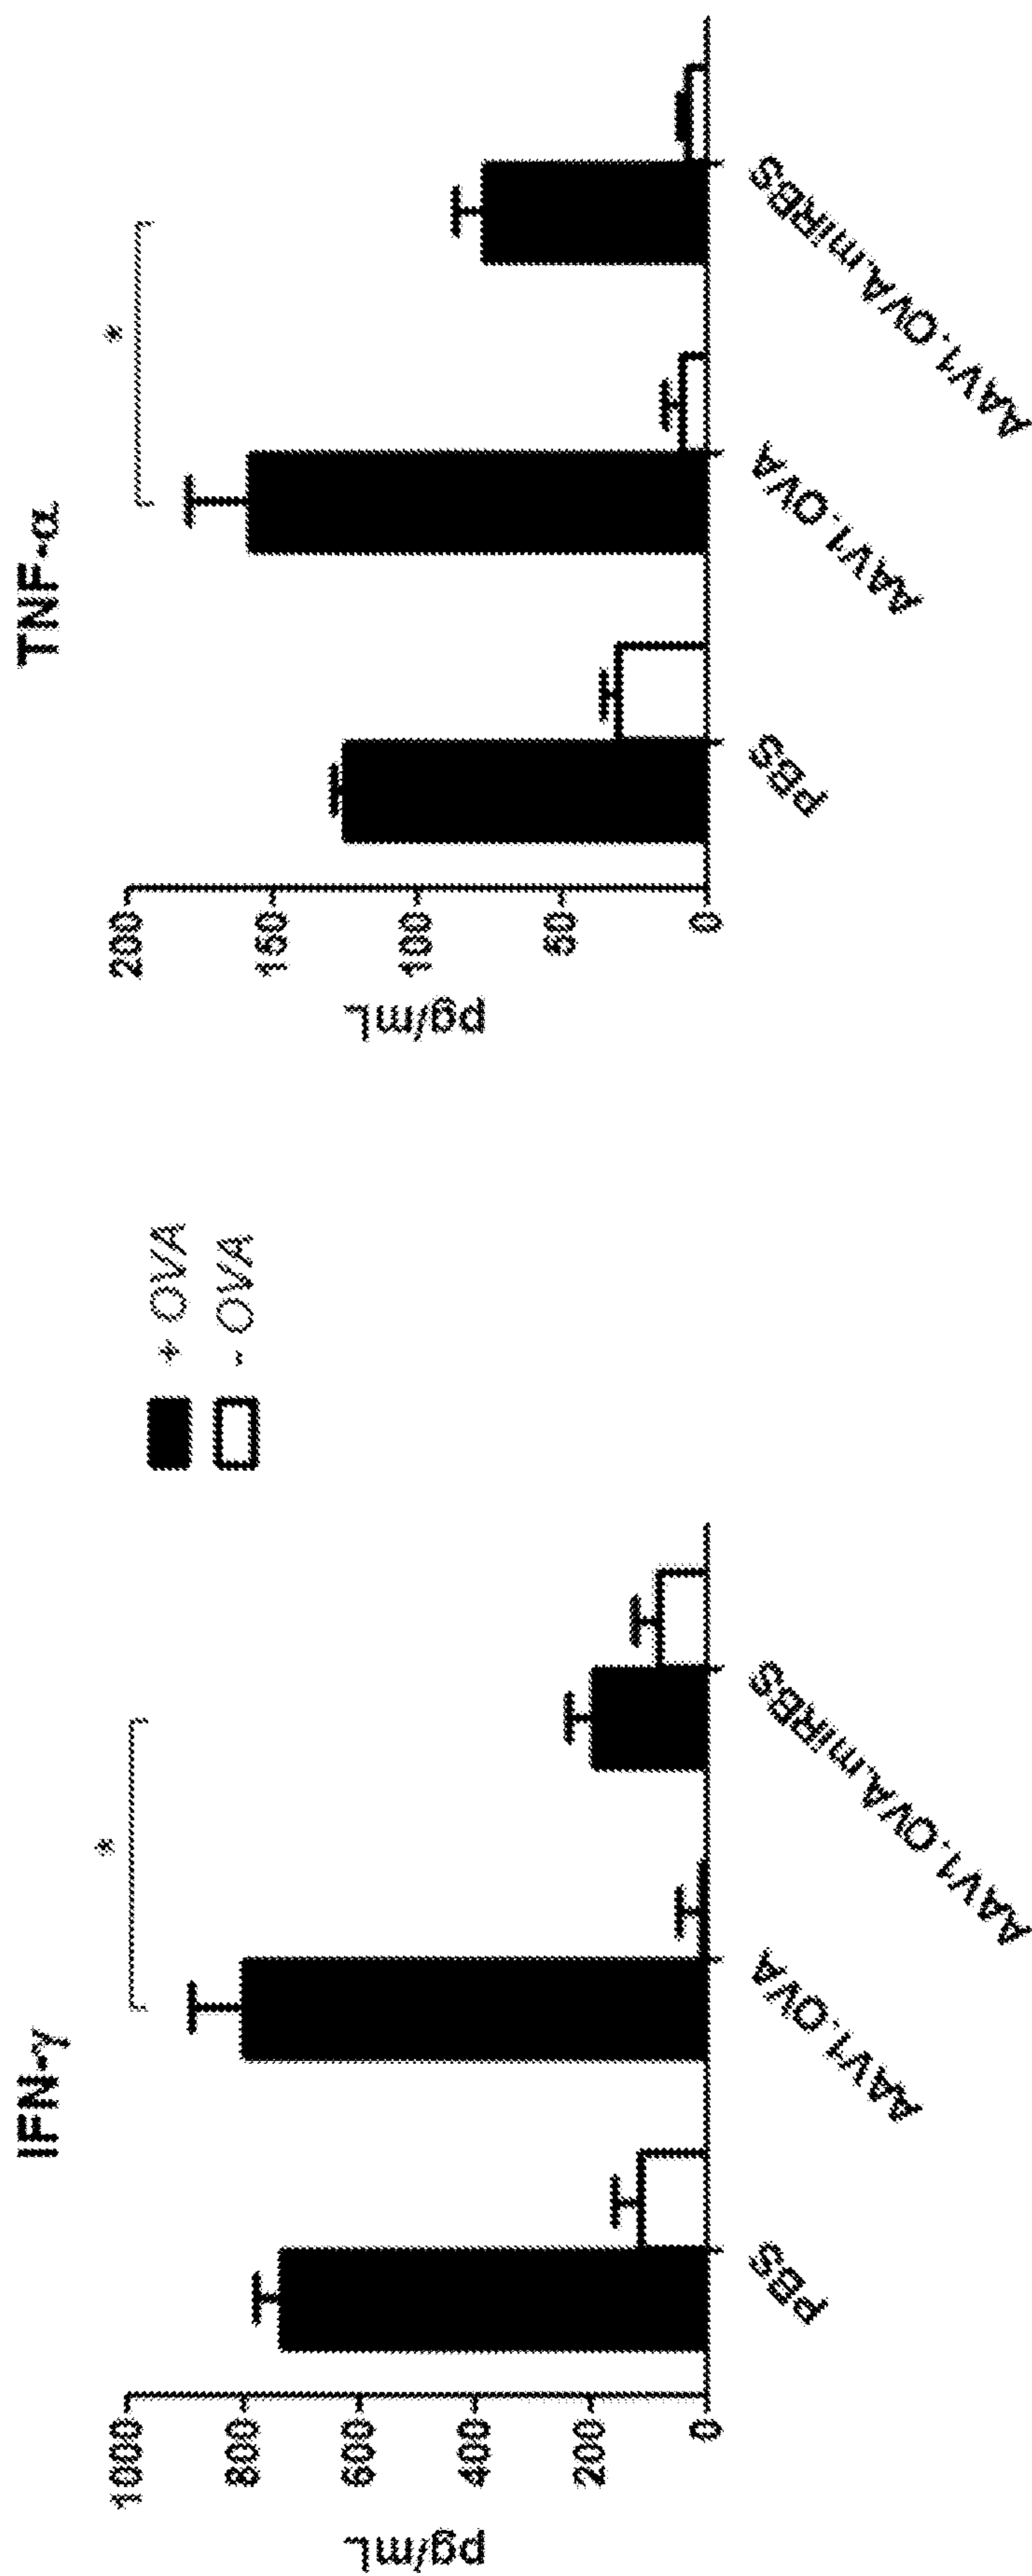 IFN-γ
pg/mL
1000
800
600
400
200
0
PBS
AAV1.OVA
AAV1.OVA.miRBS
*
+ OVA
- OVA
TNF-α
pg/mL
200
150
100
50
0
PBS
AAV1.OVA
AAV1.OVA.miRBS
*